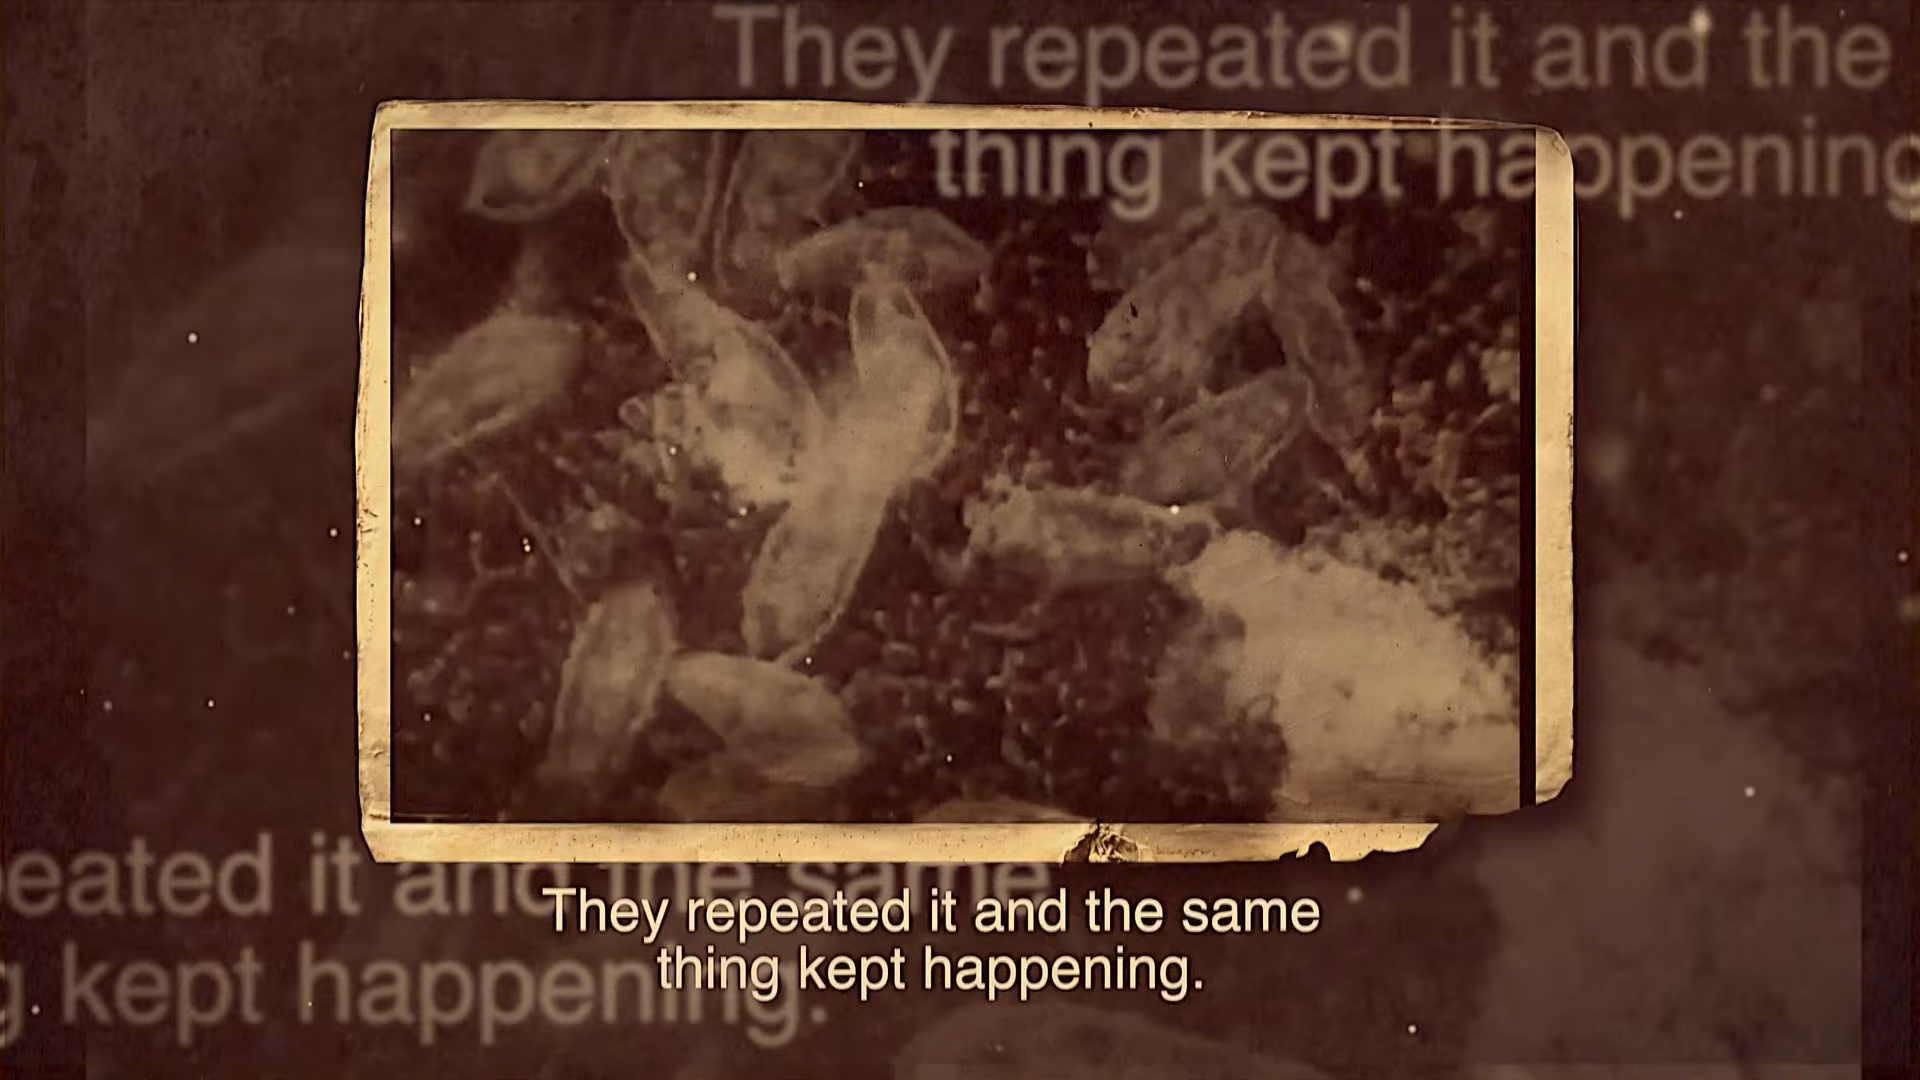 They repeated it and the
thing kept happening
eated it and the same
kept happening.
They repeated it and the same
thing kept happening.